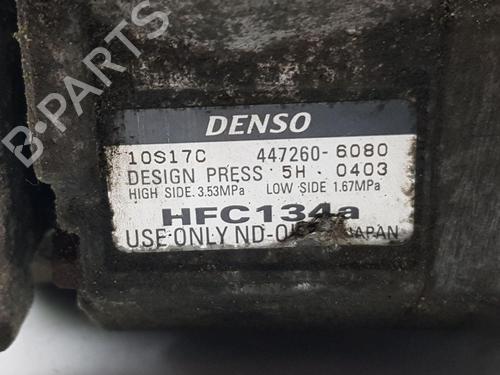 B-PARTS
DENSO
10S17C 447260-6080
DESIGN PRESS 5H 0403
HIGH SIDE. 3.53MPa LOW SIDE 1.67MPa
HFC134a
USE ONLY ND-OIL JAPAN